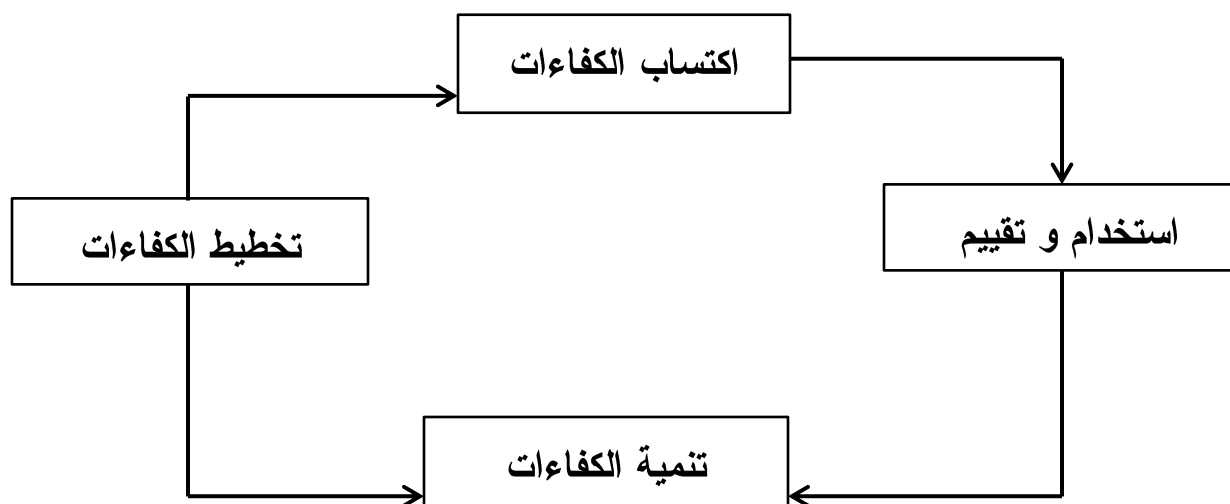 اكتساب الكفاءات
استخدام و تقييم
تخطيط الكفاءات
تنمية الكفاءات